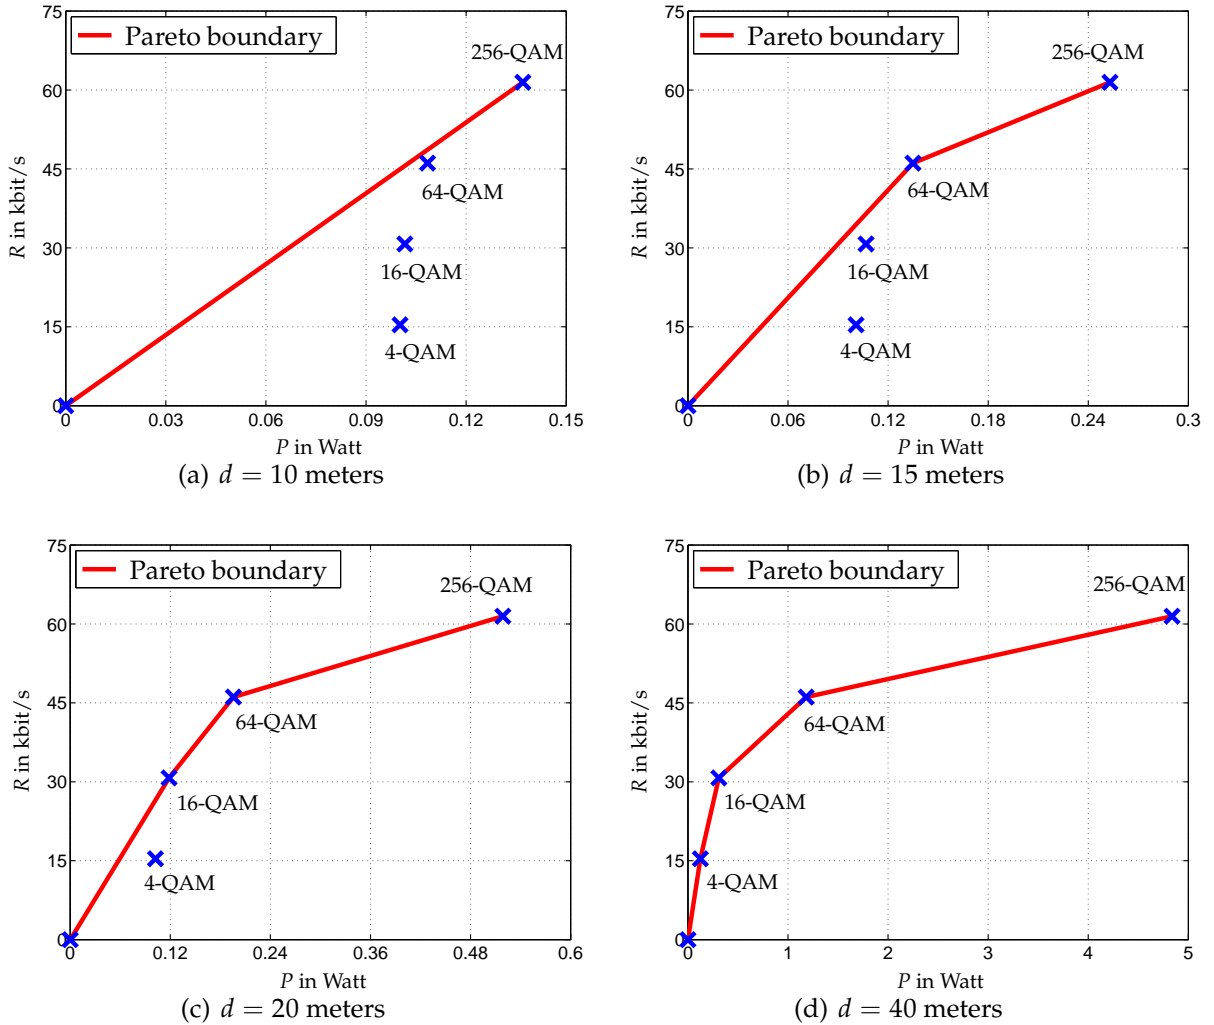 75
60
45
30
15
0
R in kbit/s
Pareto boundary
256-QAM
64-QAM
16-QAM
4-QAM
0 0.03 0.06 0.09 0.12 0.15
P in Watt
(a) d = 10 meters
75
60
45
30
15
0
R in kbit/s
Pareto boundary
256-QAM
64-QAM
16-QAM
4-QAM
0 0.06 0.12 0.18 0.24 0.3
P in Watt
(b) d = 15 meters
75
60
45
30
15
0
R in kbit/s
Pareto boundary
256-QAM
64-QAM
16-QAM
4-QAM
0 0.12 0.24 0.36 0.48 0.6
P in Watt
(c) d = 20 meters
75
60
45
30
15
0
R in kbit/s
Pareto boundary
256-QAM
64-QAM
16-QAM
4-QAM
0 1 2 3 4 5
P in Watt
(d) d = 40 meters